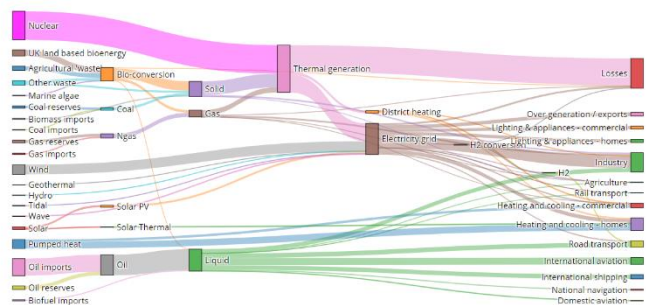 Nuclear
UK land based bioenergy
Agricultural 'waste'
Other waste
Marine algae
Coal reserves
Biomass imports
Coal imports
Gas reserves
Gas imports
Wind
Geothermal
Hydro
Tidal
Wave
Solar
Pumped heat
Oil imports
Oil reserves
Biofuel imports
Bio-conversion
Coal
Ngas
Solar PV
Solar Thermal
Oil
Solid
Gas
Liquid
Thermal generation
District heating
Electricity grid
H2 conversion
H2
Losses
Over generation / exports
Lighting & appliances - commercial
Lighting & appliances - homes
Industry
Agriculture
Rail transport
Heating and cooling - commercial
Heating and cooling - homes
Road transport
International aviation
International shipping
National navigation
Domestic aviation